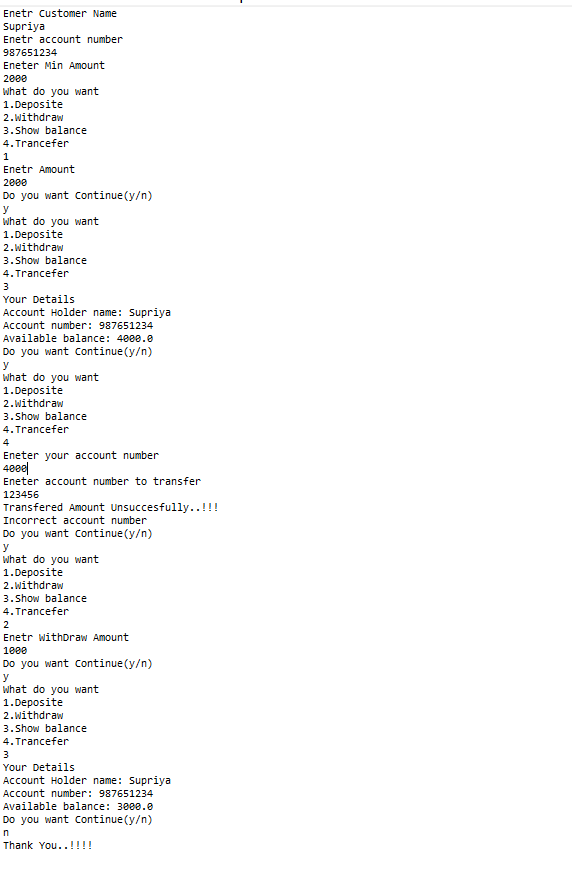 Enetr Customer Name
Supriya
Enetr account number
987651234
Eneter Min Amount
2000
What do you want
1.Deposite
2.Withdraw
3.Show balance
4.Trancefer
1
Enetr Amount
2000
Do you want Continue(y/n)
y
What do you want
1.Deposite
2.Withdraw
3.Show balance
4.Trancefer
3
Your Details
Account Holder name: Supriya
Account number: 987651234
Available balance: 4000.0
Do you want Continue(y/n)
y
What do you want
1.Deposite
2.Withdraw
3.Show balance
4.Trancefer
4
Eneter your account number
4000
Eneter account number to transfer
123456
Transfered Amount Unsuccesfully..!!!
Incorrect account number
Do you want Continue(y/n)
y
What do you want
1.Deposite
2.Withdraw
3.Show balance
4.Trancefer
2
Enetr WithDraw Amount
1000
Do you want Continue(y/n)
y
What do you want
1.Deposite
2.Withdraw
3.Show balance
4.Trancefer
3
Your Details
Account Holder name: Supriya
Account number: 987651234
Available balance: 3000.0
Do you want Continue(y/n)
n
Thank You..!!!!